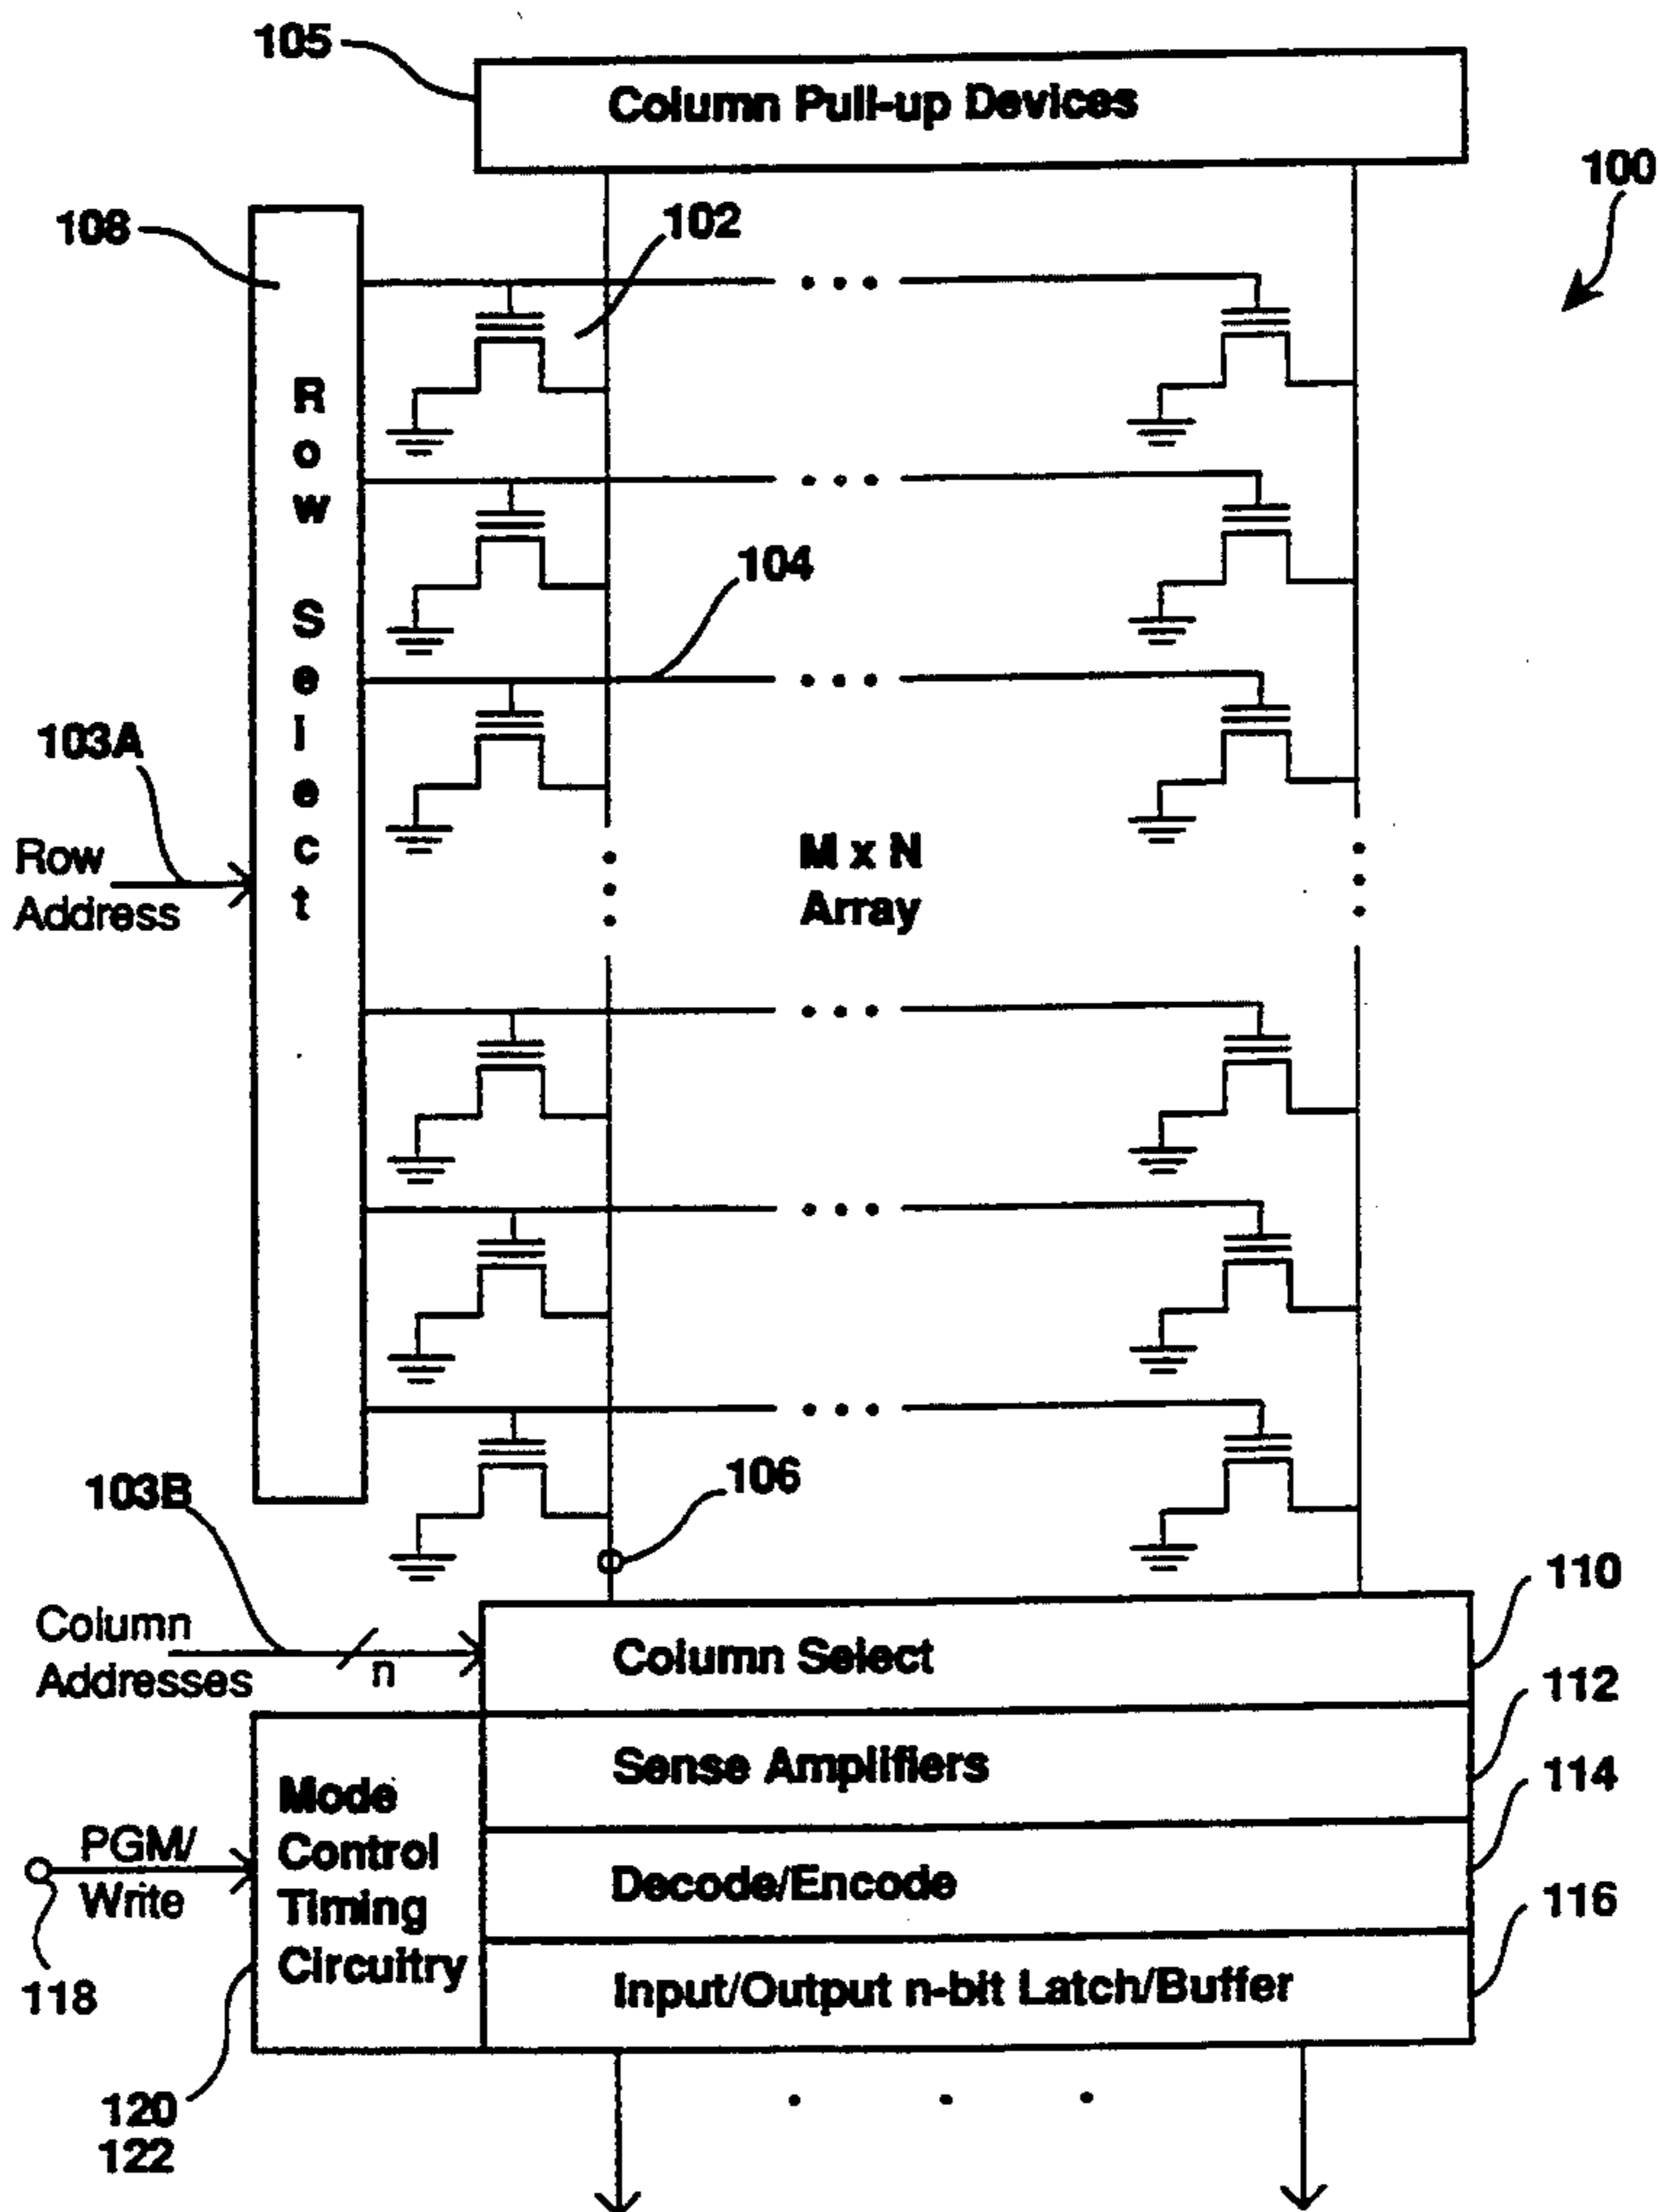 105
Column Pull-up Devices
100
108
102
Row Select
104
103A
Row
Address
M x N
Array
103B
106
Column
Addresses
n
Column Select
110
112
Sense Amplifiers
114
Mode
Control
Timing
Circuitry
PGM/
Write
Decode/Encode
116
118
Input/Output n-bit Latch/Buffer
120
122